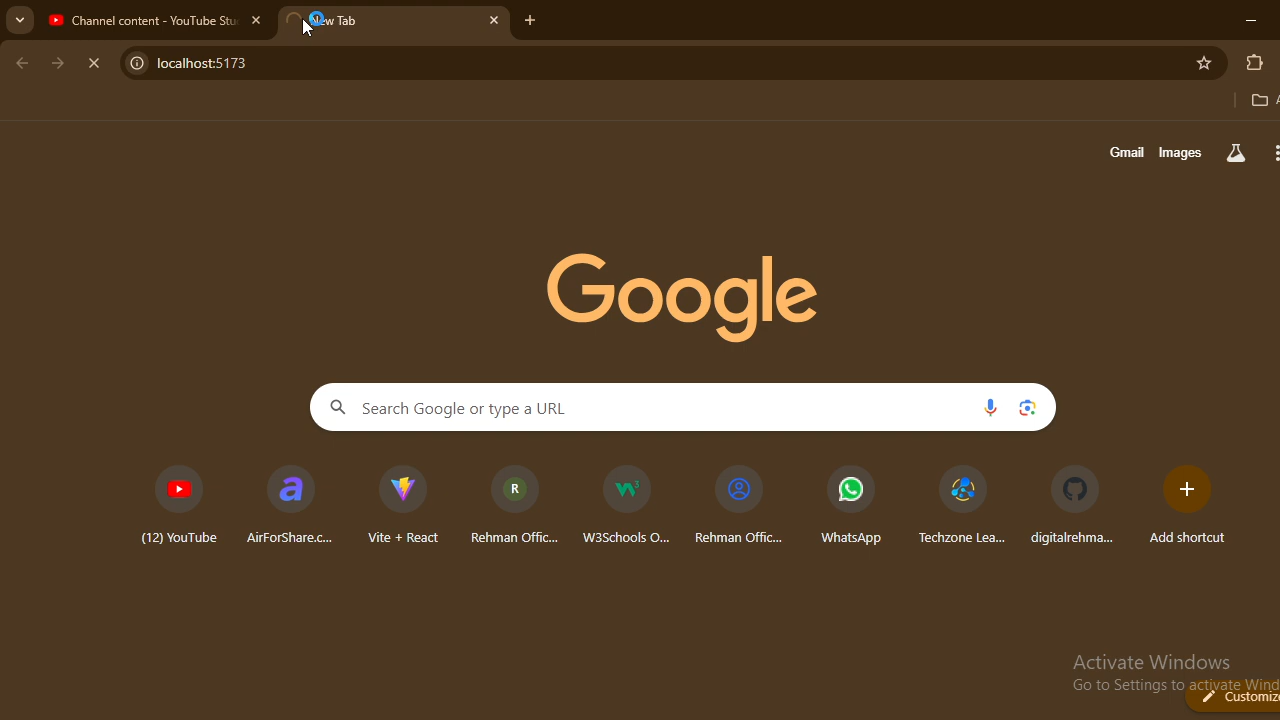 Channel content - YouTube Stu
New Tab
localhost:5173
Gmail Images
Google
Search Google or type a URL
R
(12) YouTube AirForShare.c... Vite + React Rehman Offic... W3Schools O... Rehman Offic... WhatsApp Techzone Lea... digitalrehma... Add shortcut
Activate Windows
Go to Settings to activate Wind
Customize